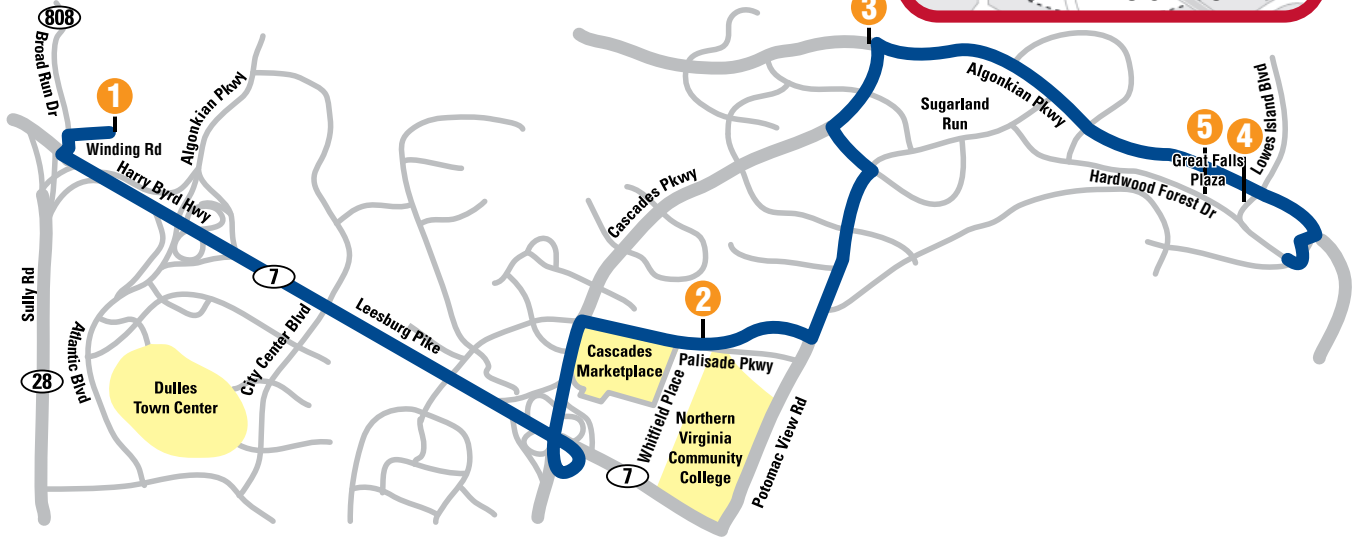 808
Broad Run Dr
1
Winding Rd
Algonkian Pkwy
Harry Byrd Hwy
7
Leesburg Pike
Sully Rd
28
Atlantic Blvd
Dulles
Town Center
City Center Blvd
Cascades Pkwy
2
Cascades
Marketplace
Palisade Pkwy
Whitfield Place
Northern
Virginia
Community
College
7
Potomac View Rd
3
Algonkian Pkwy
Sugarland
Run
5
4
Great Falls
Plaza
Lowes Island Blvd
Hardwood Forest Dr